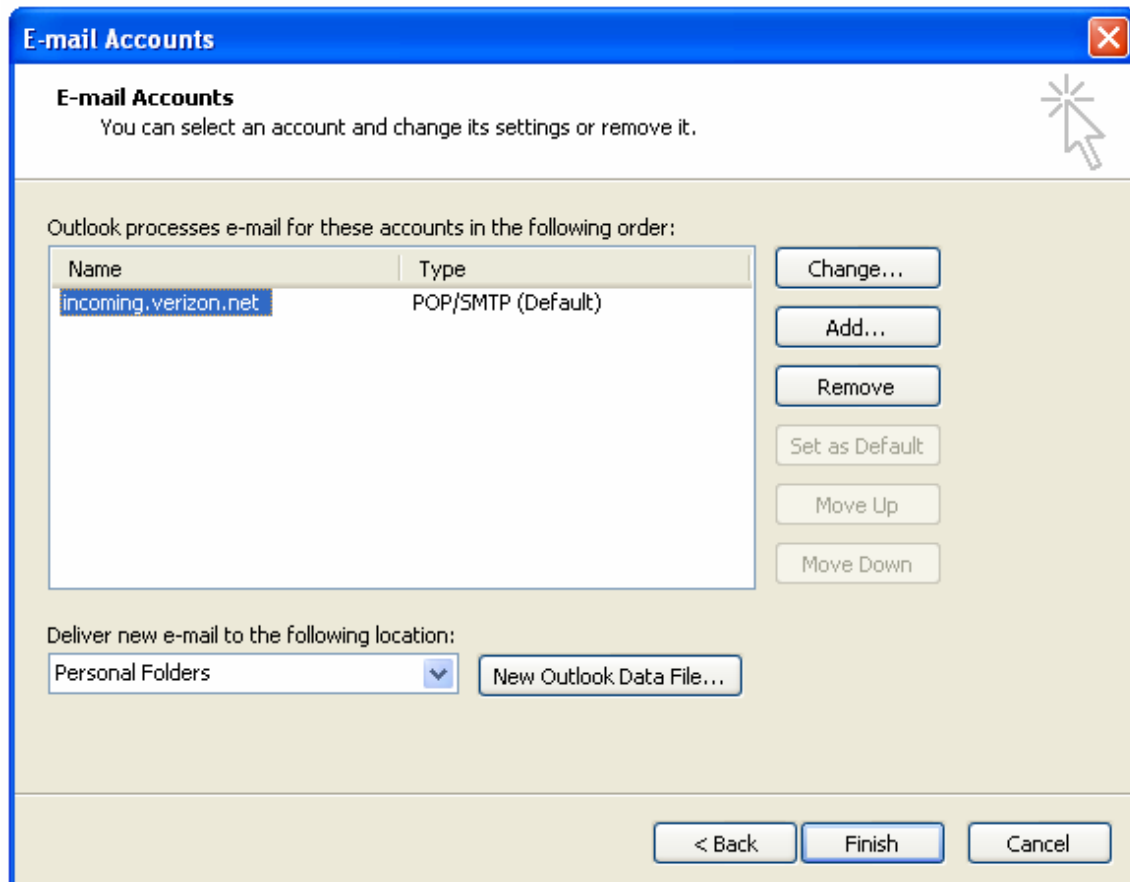 E-mail Accounts
E-mail Accounts
You can select an account and change its settings or remove it.
Outlook processes e-mail for these accounts in the following order:
Name Type
incoming.verizon.net POP/SMTP (Default)
Change...
Add...
Remove
Set as Default
Move Up
Move Down
Deliver new e-mail to the following location:
Personal Folders
New Outlook Data File...
< Back
Finish
Cancel